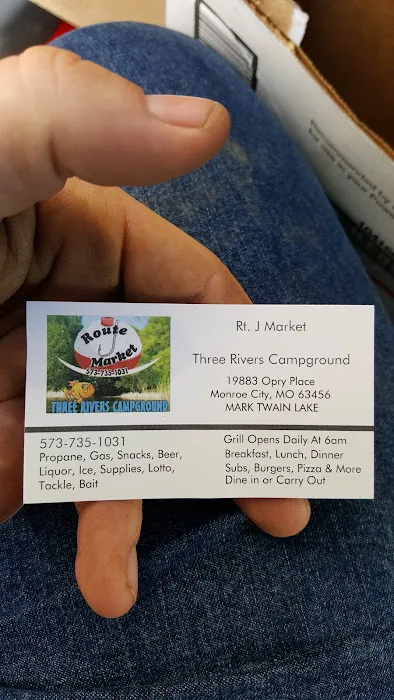 Route
J
Market
573-735-1031
THREE RIVERS CAMPGROUND
Rt. J Market
Three Rivers Campground
19883 Opry Place
Monroe City, MO 63456
MARK TWAIN LAKE
573-735-1031
Propane, Gas, Snacks, Beer,
Liquor, Ice, Supplies, Lotto,
Tackle, Bait
Grill Opens Daily At 6am
Breakfast, Lunch, Dinner
Subs, Burgers, Pizza & More
Dine in or Carry Out